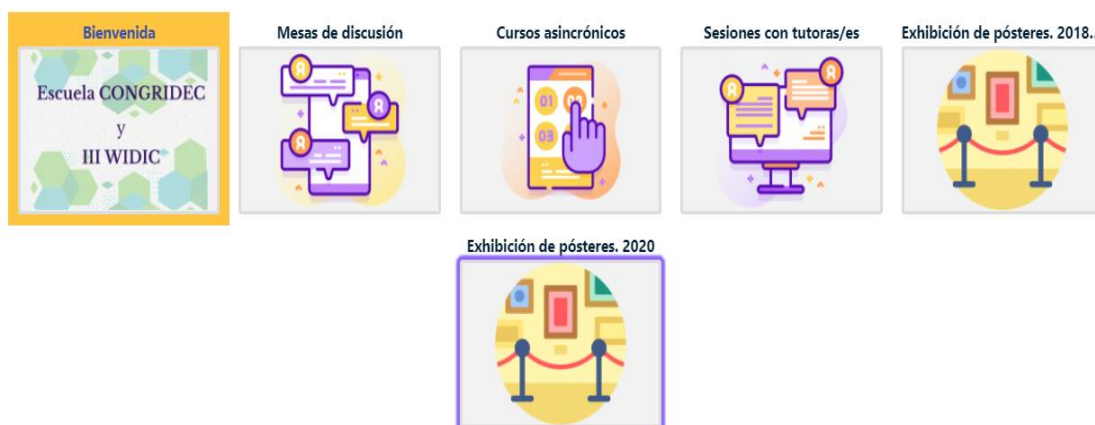 Bienvenida
Escuela CONGRIDEC
y
III WIDIC
Mesas de discusión
Cursos asincrónicos
01
03
Sesiones con tutoras/es
Exhibición de pósteres. 2018..
Exhibición de pósteres. 2020